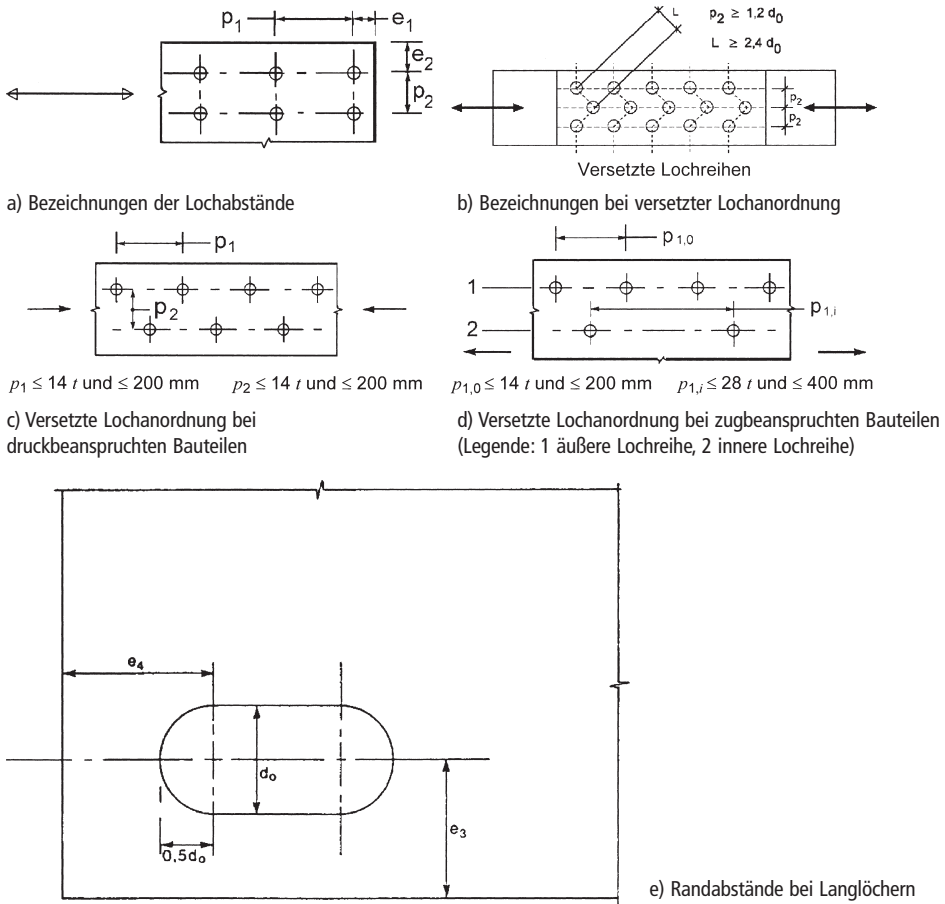 p₁ e₁
e₂
p₂
a) Bezeichnungen der Lochabstände
L p₂ ≥ 1,2 d₀
L ≥ 2,4 d₀
p₂
p₂
Versetzte Lochreihen
b) Bezeichnungen bei versetzter Lochanordnung
p₁
p₂
p₁ ≤ 14 t und ≤ 200 mm p₂ ≤ 14 t und ≤ 200 mm
c) Versetzte Lochanordnung bei
druckbeanspruchten Bauteilen
p₁,₀
1
p₁,ᵢ
2
p₁,₀ ≤ 14 t und ≤ 200 mm p₁,ᵢ ≤ 28 t und ≤ 400 mm
d) Versetzte Lochanordnung bei zugbeanspruchten Bauteilen
(Legende: 1 äußere Lochreihe, 2 innere Lochreihe)
e₄
d₀
e₃
0,5d₀
e) Randabstände bei Langlöchern